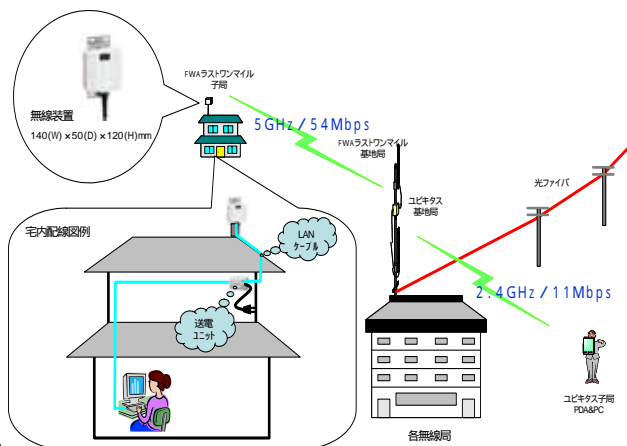 FWAラストワンマイル
子局
無線装置
140(W) ×50(D) ×120(H)mm
5GHz/54Mbps
FWAラストワンマイル
基地局
ユビキタス
基地局
光ファイバ
宅内配線図例
LAN
ケーブル
送電
ユニット
2.4GHz/11Mbps
ユビキタス子局
PDA&PC
各無線局